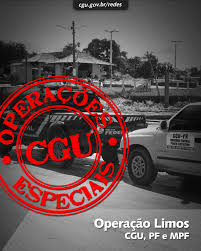 cgu.gov.br/redes
OPERAÇÕES
CGU
ESPECIAIS
Operação Limos
CGU, PF e MPF